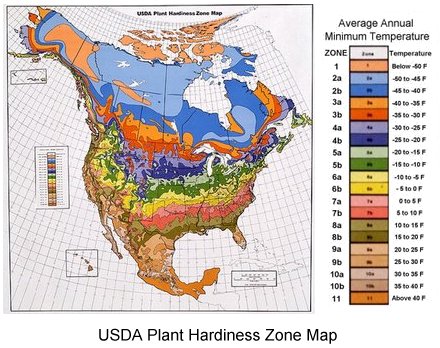 USDA Plant Hardiness Zone Map
Average Annual
Minimum Temperature
ZONE Zone Temperature
1 1 Below -50 F
2a 2a -50 to -45 F
2b 2b -45 to -40 F
3a 3a -40 to -35 F
3b 3b -35 to -30 F
4a 4a -30 to -25 F
4b 4b -25 to -20 F
5a 5a -20 to -15 F
5b 5b -15 to -10 F
6a 6a -10 to -5 F
6b 6b - 5 to 0 F
7a 7a 0 to 5 F
7b 7b 5 to 10 F
8a 8a 10 to 15 F
8b 8b 15 to 20 F
9a 9a 20 to 25 F
9b 9b 25 to 30 F
10a 10a 30 to 35 F
10b 10b 35 to 40 F
11 11 Above 40 F
USDA Plant Hardiness Zone Map